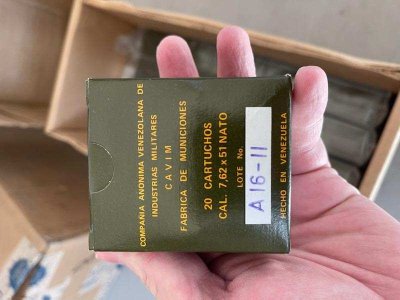 COMPAÑIA ANONIMA VENEZOLANA DE
INDUSTRIAS MILITARES
CAVIM
FABRICA DE MUNICIONES
20 CARTUCHOS
CAL. 7,62 x 51 NATO
LOTE No.
A16-11
HECHO EN VENEZUELA